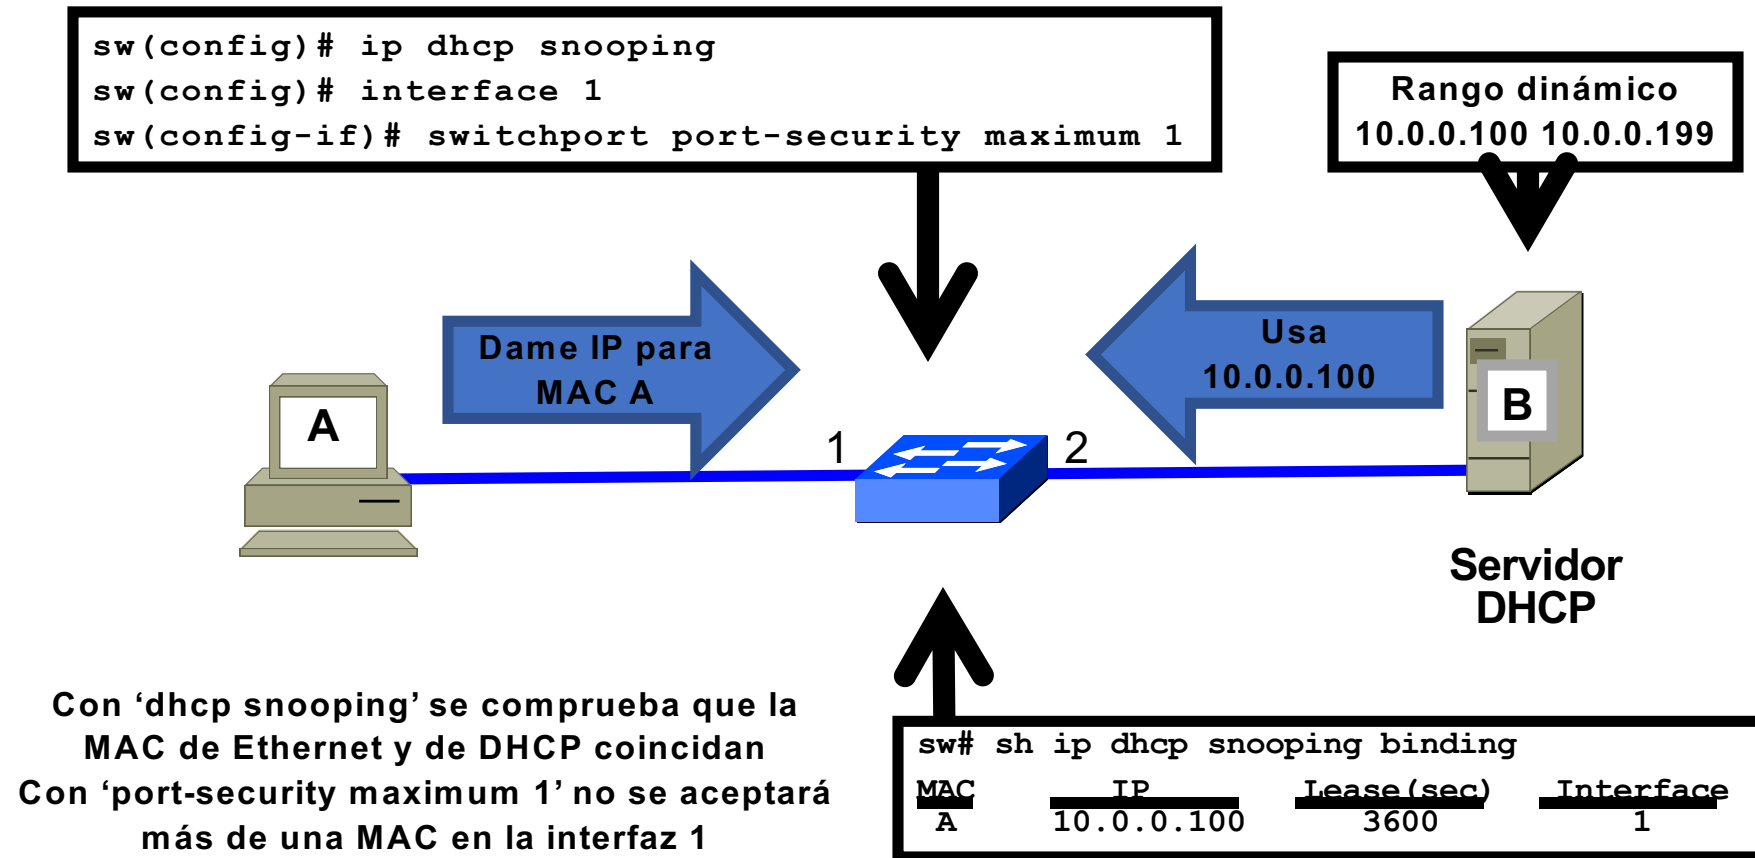 sw(config)# ip dhcp snooping
sw(config)# interface 1
sw(config-if)# switchport port-security maximum 1
Rango dinámico
10.0.0.100 10.0.0.199
Dame IP para
MAC A
Usa
10.0.0.100
A
1
2
B
Servidor
DHCP
Con ‘dhcp snooping’ se comprueba que la
MAC de Ethernet y de DHCP coincidan
Con ‘port-security maximum 1’ no se aceptará
más de una MAC en la interfaz 1
sw# sh ip dhcp snooping binding
MAC IP Lease(sec) Interface
A 10.0.0.100 3600 1